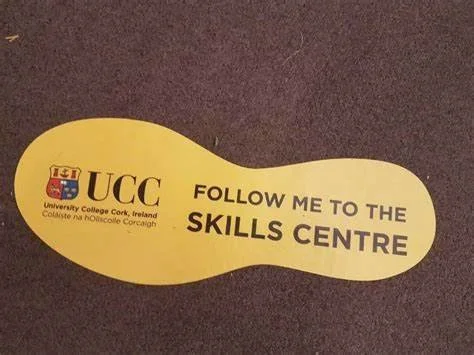 UCC
University College Cork, Ireland
Coláiste na hOllscoile Corcaigh
FOLLOW ME TO THE
SKILLS CENTRE